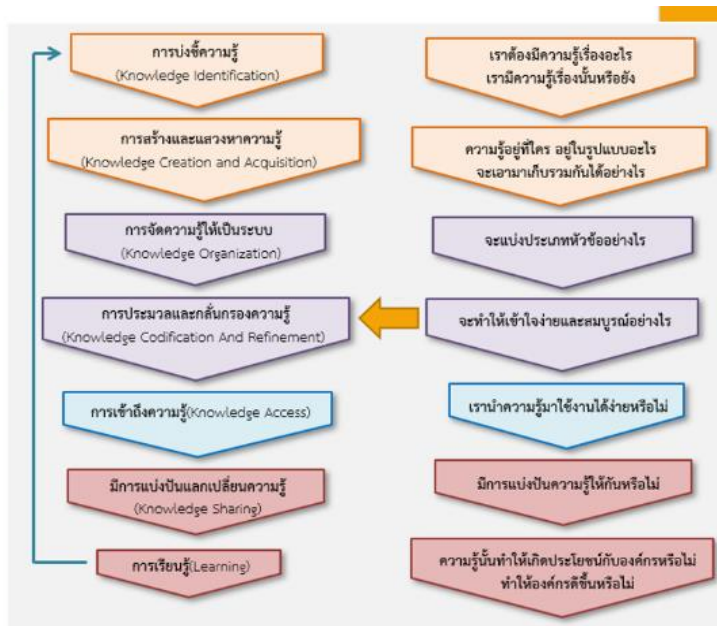 การบ่งชี้ความรู้
(Knowledge Identification)
เราต้องมีความรู้เรื่องอะไร
เรามีความรู้เรื่องนั้นหรือยัง
การสร้างและแสวงหาความรู้
(Knowledge Creation and Acquisition)
ความรู้อยู่ที่ใคร อยู่ในรูปแบบอะไร
จะเอามาเก็บรวมกันได้อย่างไร
การจัดความรู้ให้เป็นระบบ
(Knowledge Organization)
จะแบ่งประเภทหัวข้ออย่างไร
การประมวลและกลั่นกรองความรู้
(Knowledge Codification And Refinement)
จะทำให้เข้าใจง่ายและสมบูรณ์อย่างไร
การเข้าถึงความรู้(Knowledge Access)
เรานำความรู้มาใช้งานได้ง่ายหรือไม่
มีการแบ่งปันแลกเปลี่ยนความรู้
(Knowledge Sharing)
มีการแบ่งปันความรู้ให้กันหรือไม่
การเรียนรู้(Learning)
ความรู้นั้นทำให้เกิดประโยชน์กับองค์กรหรือไม่
ทำให้องค์กรดีขึ้นหรือไม่